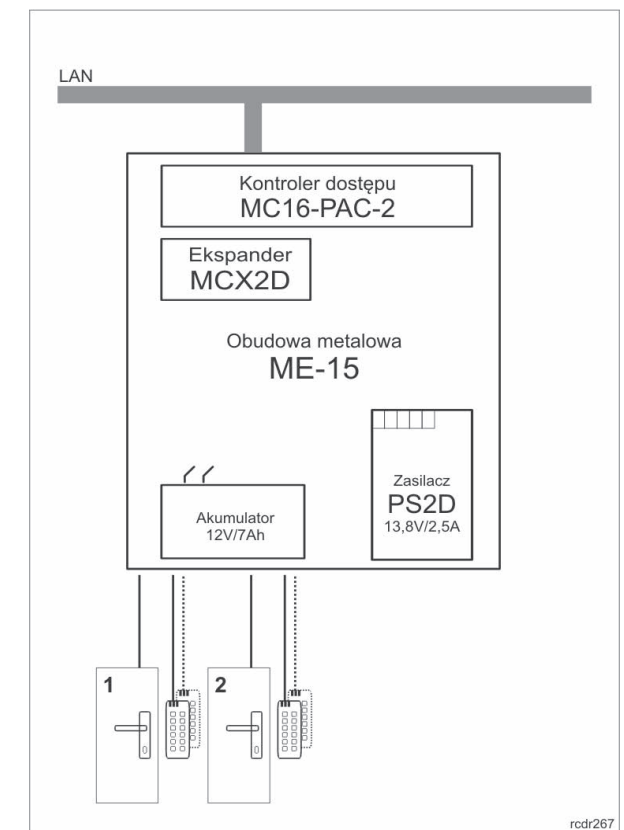 LAN
Kontroler dostępu
MC16-PAC-2
Ekspander
MCX2D
Obudowa metalowa
ME-15
Zasilacz
PS2D
13,8V/2,5A
Akumulator
12V/7Ah
1
2
rcdr267